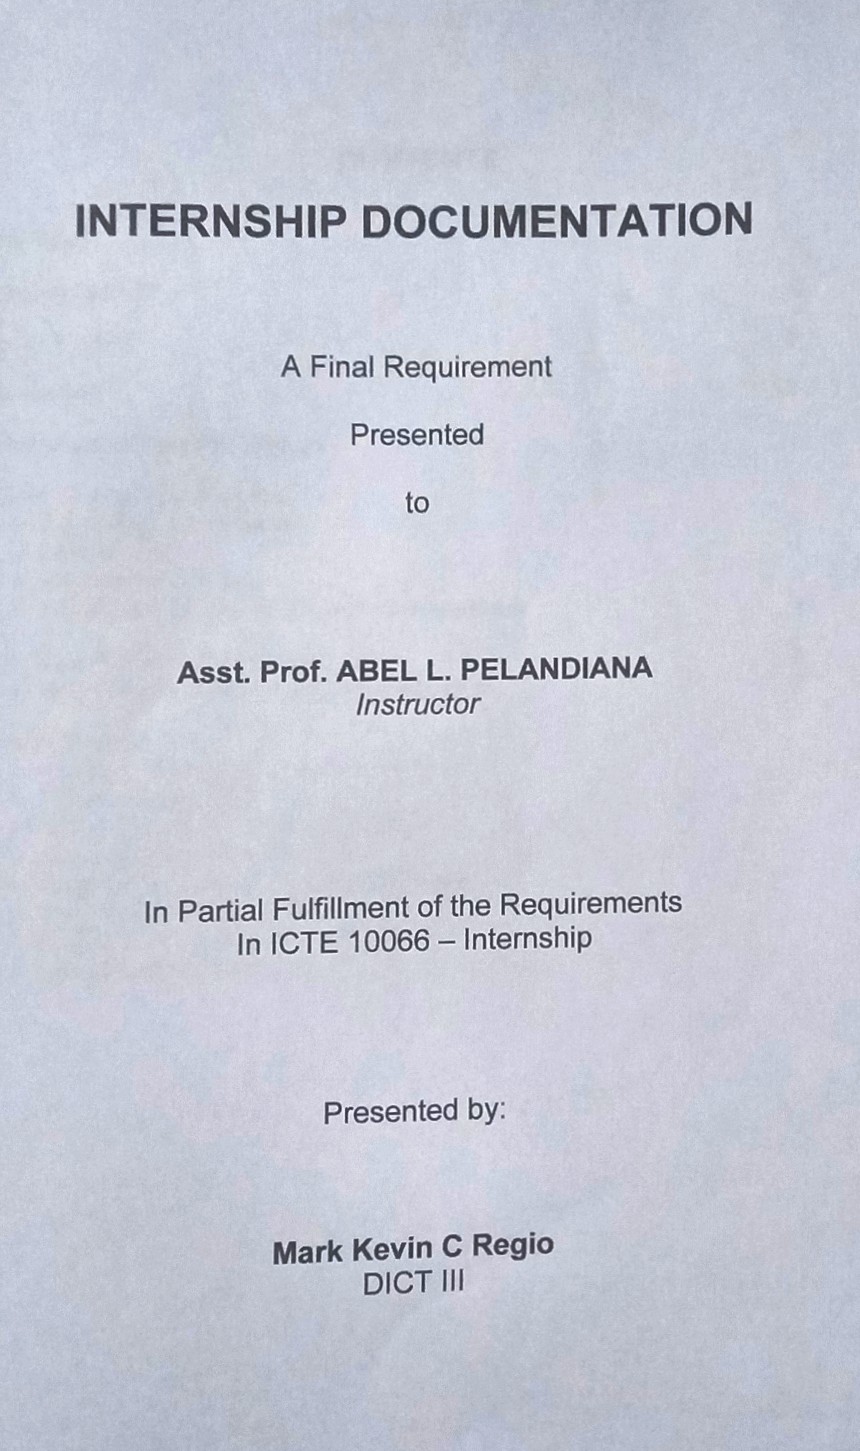 INTERNSHIP DOCUMENTATION
A Final Requirement
Presented
to
Asst. Prof. ABEL L. PELANDIANA
Instructor
In Partial Fulfillment of the Requirements
In ICTE 10066 – Internship
Presented by:
Mark Kevin C Regio
DICT III